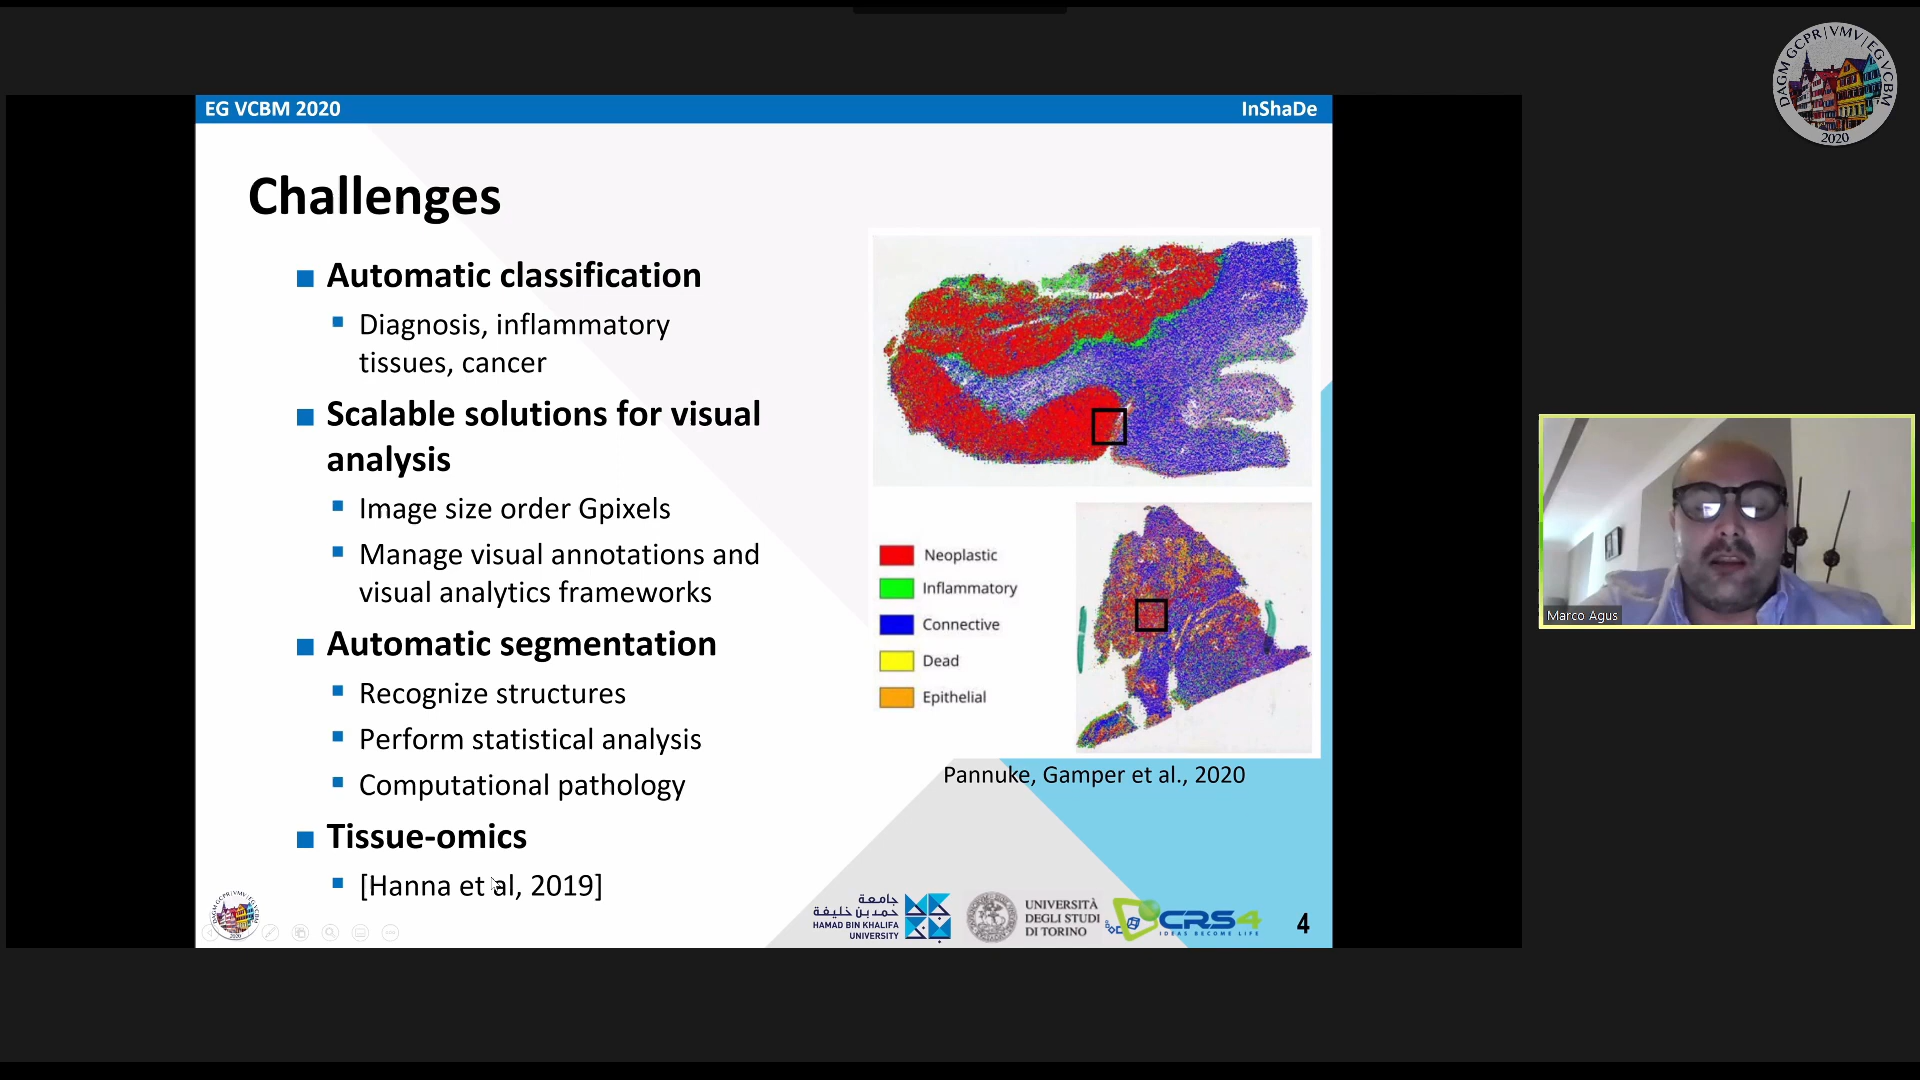 DAGM GCPR|VMV|EG VCBM
2020
EG VCBM 2020
InShaDe
Challenges
Automatic classification
Diagnosis, inflammatory
tissues, cancer
Scalable solutions for visual
analysis
Image size order Gpixels
Manage visual annotations and
visual analytics frameworks
Automatic segmentation
Recognize structures
Perform statistical analysis
Computational pathology
Tissue-omics
[Hanna et al, 2019]
Neoplastic
Inflammatory
Connective
Dead
Epithelial
Pannuke, Gamper et al., 2020
Marco Agus
جامعة
حمد بن خليفة
HAMAD BIN KHALIFA
UNIVERSITY
UNIVERSITÀ
DEGLI STUDI
DI TORINO
CRS4
IDEAS BECOME LIFE
4